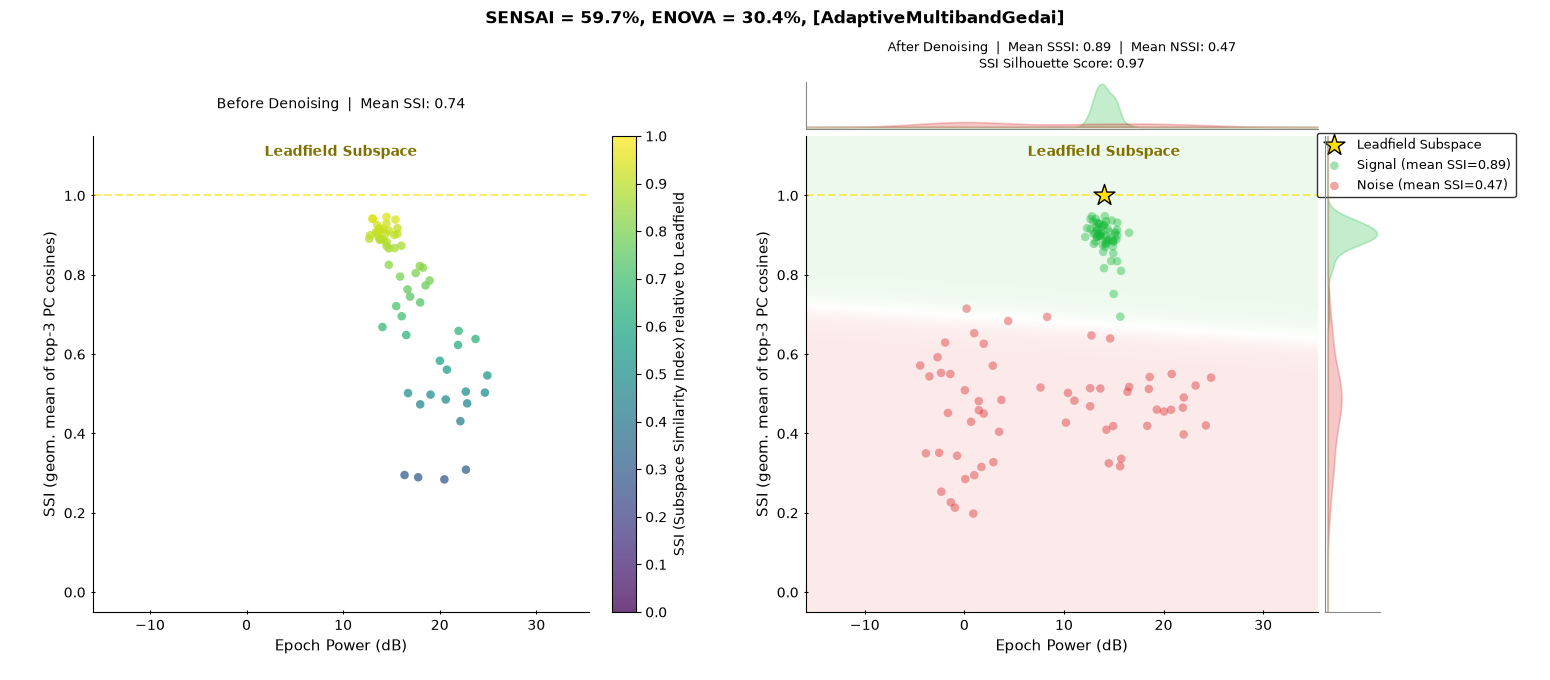 SENSAI = 59.7%, ENOVA = 30.4%, [AdaptiveMultibandGedai]
Before Denoising | Mean SSI: 0.74
Leadfield Subspace
1.0
0.8
0.6
0.4
0.2
0.0
SSI (geom. mean of top-3 PC cosines)
−10
0
10
20
30
Epoch Power (dB)
1.0
0.9
0.8
0.7
0.6
0.5
0.4
0.3
0.2
0.1
0.0
SSI (Subspace Similarity Index) relative to Leadfield
After Denoising | Mean SSSI: 0.89 | Mean NSSI: 0.47
SSI Silhouette Score: 0.97
Leadfield Subspace
1.0
0.8
0.6
0.4
0.2
0.0
SSI (geom. mean of top-3 PC cosines)
−10
0
10
20
30
Epoch Power (dB)
Leadfield Subspace
Signal (mean SSI=0.89)
Noise (mean SSI=0.47)